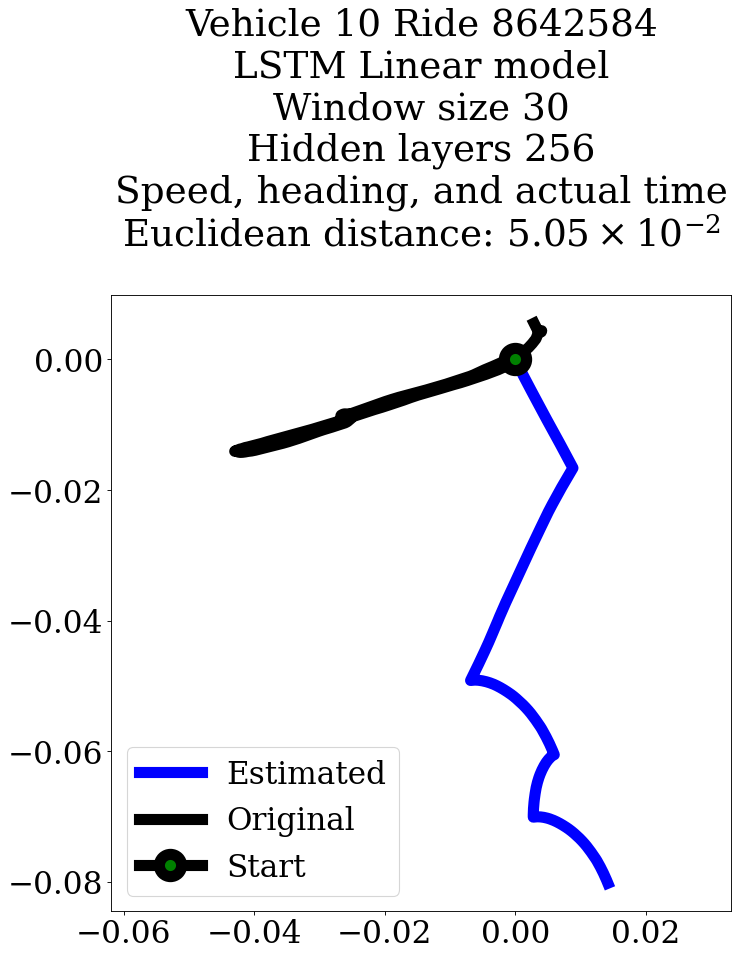 Vehicle 10 Ride 8642584
LSTM Linear model
Window size 30
Hidden layers 256
Speed, heading, and actual time
Euclidean distance: 5.05 × 10⁻²
0.00
−0.02
−0.04
−0.06
−0.08
Estimated
Original
Start
−0.06 −0.04 −0.02 0.00 0.02